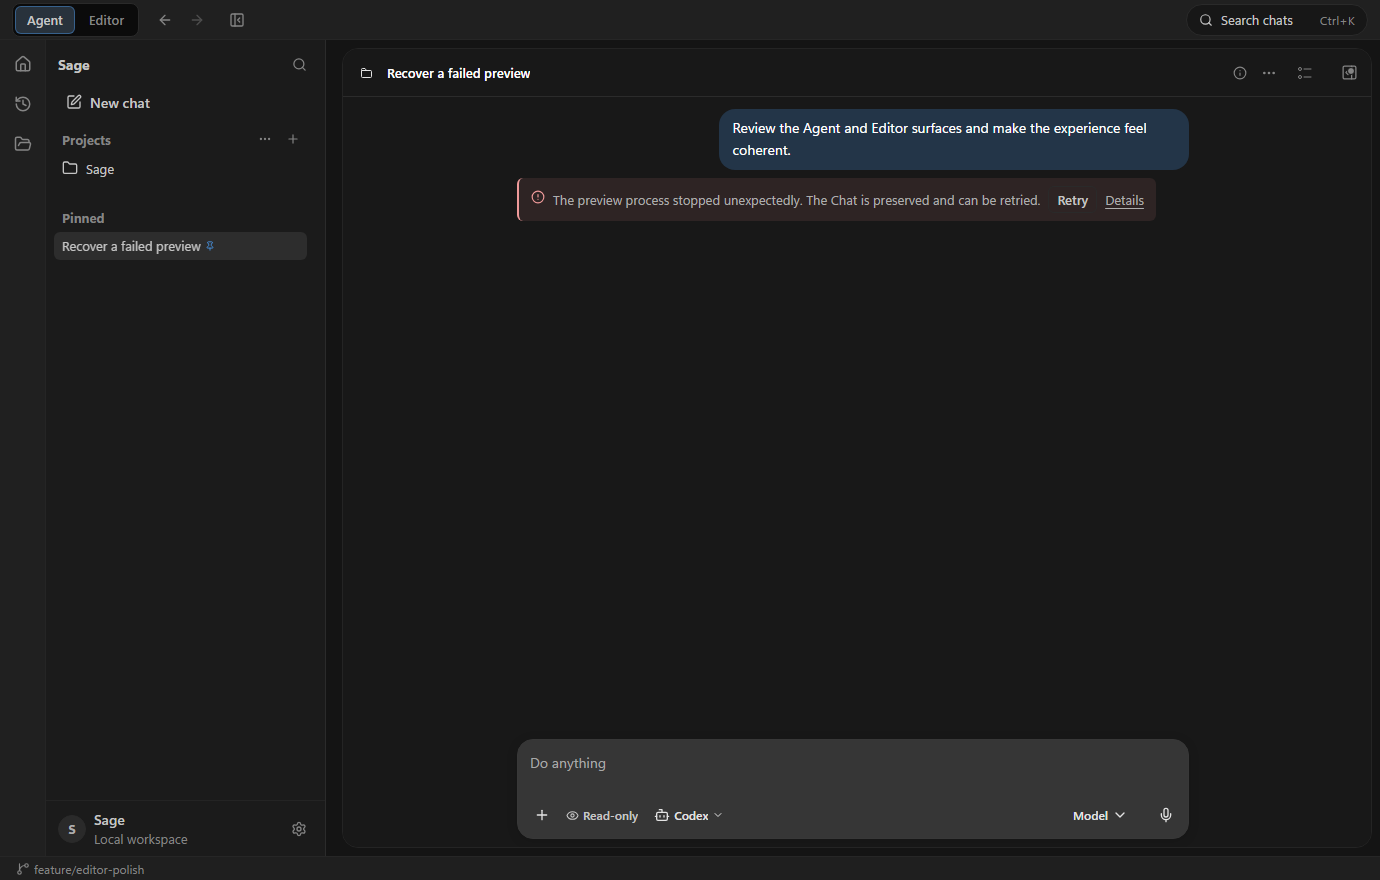 Agent
Editor
Search chats
Ctrl+K
Sage
New chat
Projects
Sage
Pinned
Recover a failed preview
Sage
S
Local workspace
feature/editor-polish
Recover a failed preview
Review the Agent and Editor surfaces and make the experience feel
coherent.
The preview process stopped unexpectedly. The Chat is preserved and can be retried.
Retry
Details
Do anything
Read-only
Codex
Model